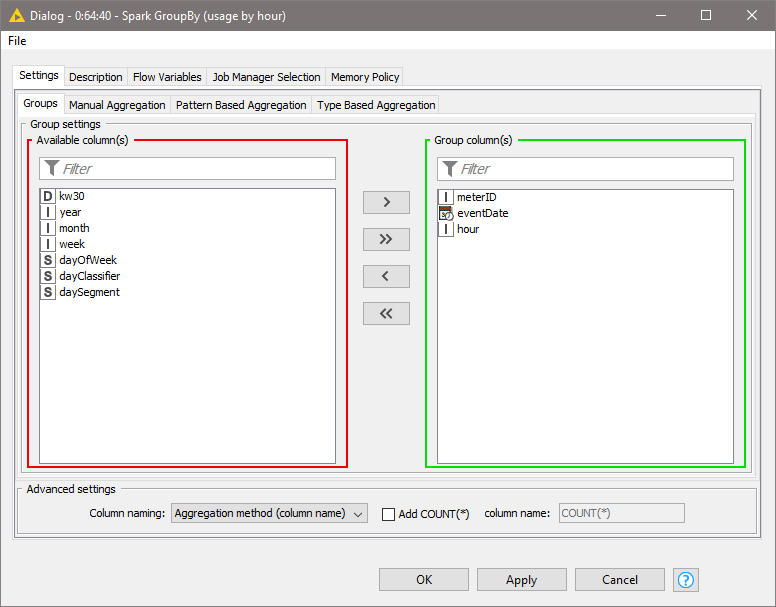 Dialog - 0:64:40 - Spark GroupBy (usage by hour)
File
Settings Description Flow Variables Job Manager Selection Memory Policy
Groups Manual Aggregation Pattern Based Aggregation Type Based Aggregation
Group settings
Available column(s)
Filter
D kw30
I year
I month
I week
S dayOfWeek
S dayClassifier
S daySegment
>
>>
<
<<
Group column(s)
Filter
I meterID
eventDate
I hour
Advanced settings
Column naming: Aggregation method (column name) Add COUNT(*) column name: COUNT(*)
OK Apply Cancel ?